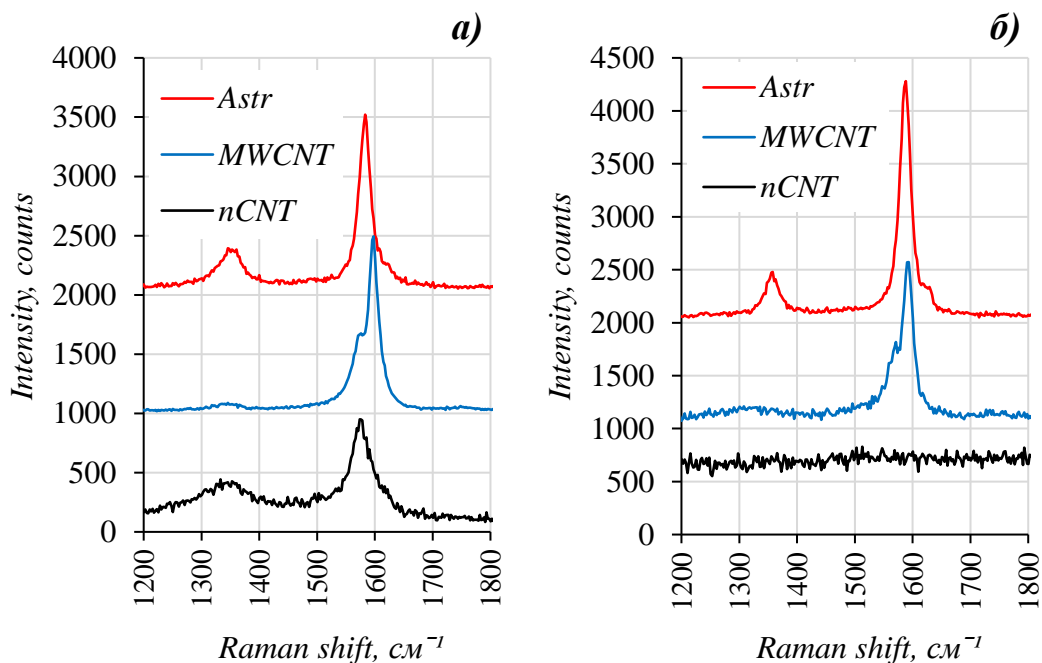 а)
4000
3500
3000
2500
2000
1500
1000
500
0
Astr
MWCNT
nCNT
Intensity, counts
1200
1300
1400
1500
1600
1700
1800
Raman shift, см⁻¹
б)
4500
4000
3500
3000
2500
2000
1500
1000
500
0
Astr
MWCNT
nCNT
Intensity, counts
1200
1300
1400
1500
1600
1700
1800
Raman shift, см⁻¹